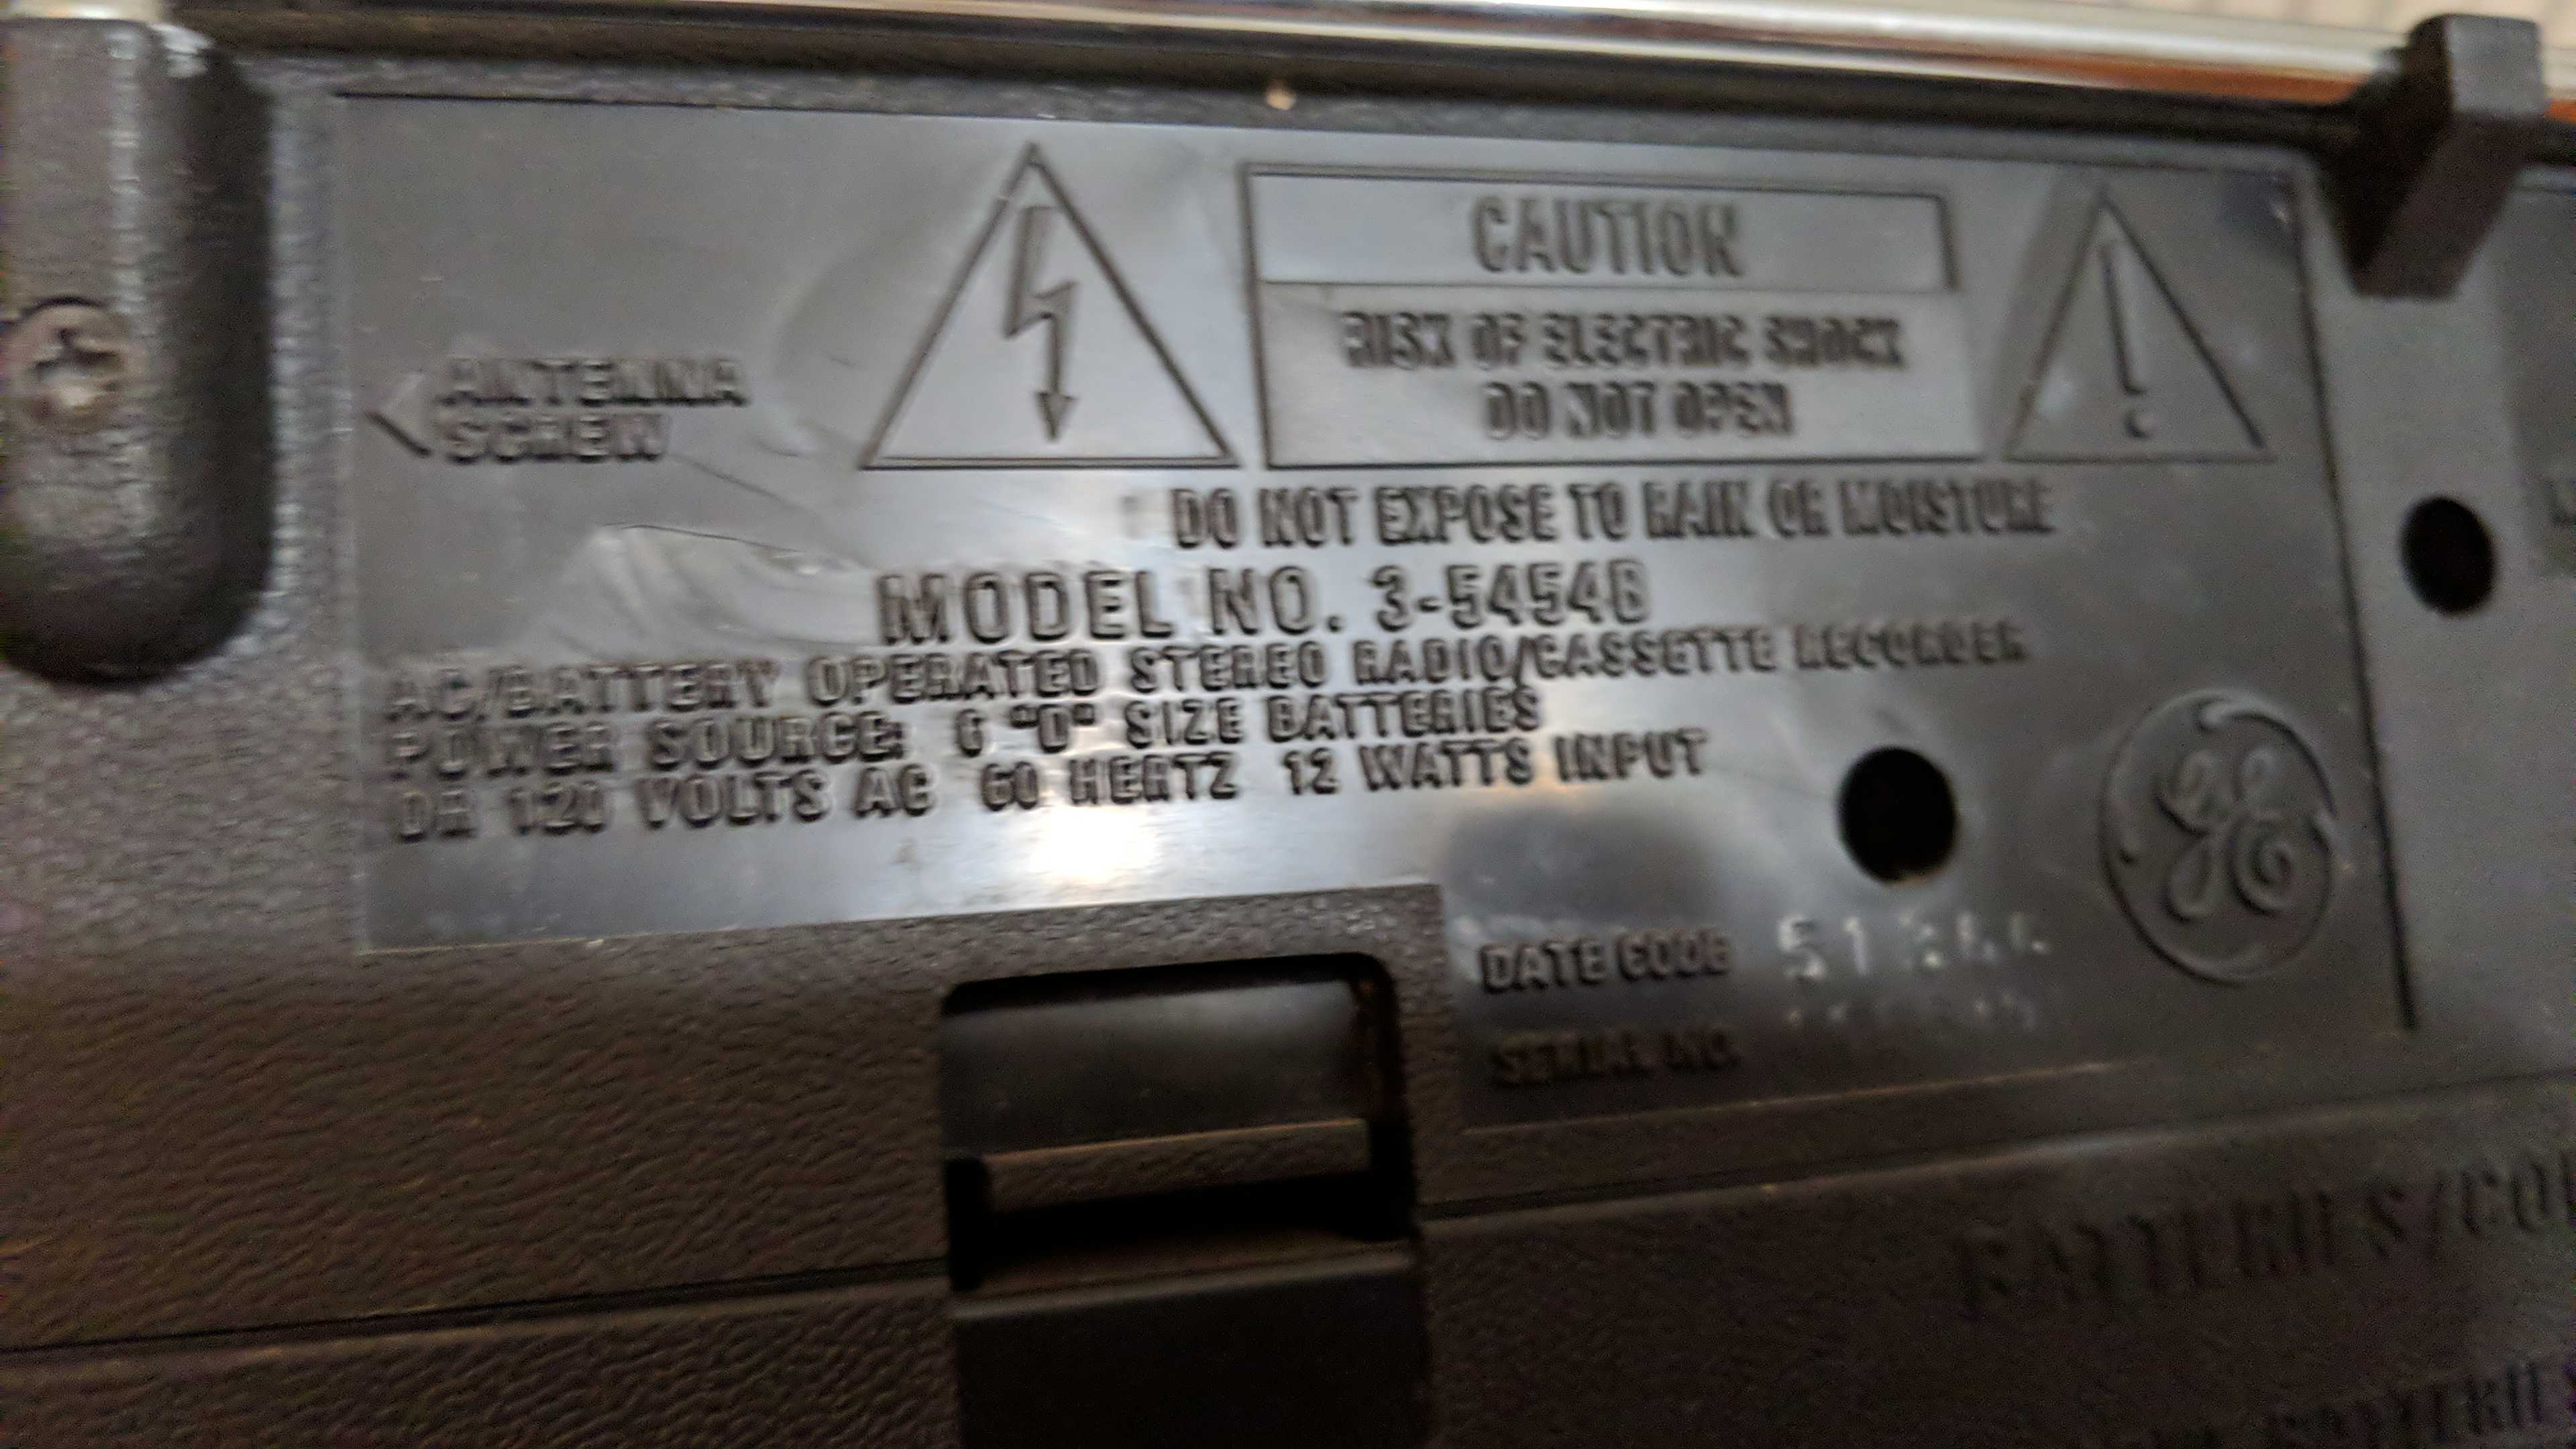 CAUTION
RISK OF ELECTRIC SHOCK
DO NOT OPEN
ANTENNA
SCREW
DO NOT EXPOSE TO RAIN OR MOISTURE
MODEL NO. 3-5454B
AC/BATTERY OPERATED STEREO RADIO/CASSETTE RECORDER
POWER SOURCE: 6 "D" SIZE BATTERIES
OR 120 VOLTS AC 60 HERTZ 12 WATTS INPUT
GE
DATE CODE
SERIAL NO.